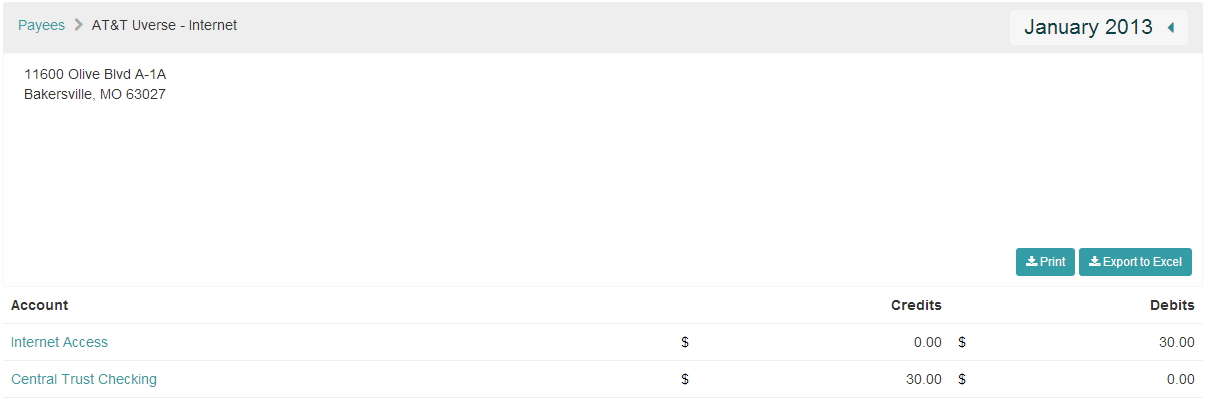 Payees AT&T Uverse - Internet January 2013
11600 Olive Blvd A-1A
Bakersville, MO 63027
Print Export to Excel
Account Credits Debits
Internet Access $ 0.00 $ 30.00
Central Trust Checking $ 30.00 $ 0.00